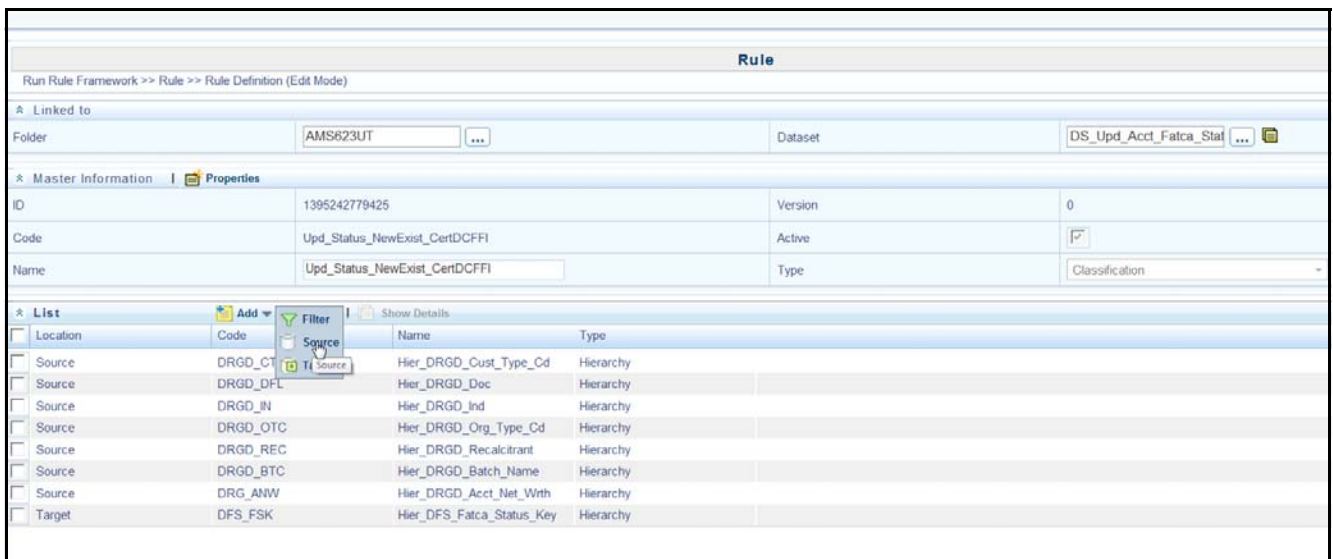 Rule
Run Rule Framework >> Rule >> Rule Definition (Edit Mode)
Linked to
Folder AMS623UT ... Dataset DS_Upd_Acct_Fatca_Stat ...
Master Information | Properties
ID 1395242779425 Version 0
Code Upd_Status_NewExist_CertDCFFI Active
Name Upd_Status_NewExist_CertDCFFI Type Classification
List Add Filter | Show Details
Location Code Source Name Type
Source DRGD_CT Source Hier_DRGD_Cust_Type_Cd Hierarchy
Source DRGD_DFL Hier_DRGD_Doc Hierarchy
Source DRGD_IN Hier_DRGD_Ind Hierarchy
Source DRGD_OTC Hier_DRGD_Org_Type_Cd Hierarchy
Source DRGD_REC Hier_DRGD_Recalcitrant Hierarchy
Source DRGD_BTC Hier_DRGD_Batch_Name Hierarchy
Source DRG_ANW Hier_DRGD_Acct_Net_Wrth Hierarchy
Target DFS_FSK Hier_DFS_Fatca_Status_Key Hierarchy